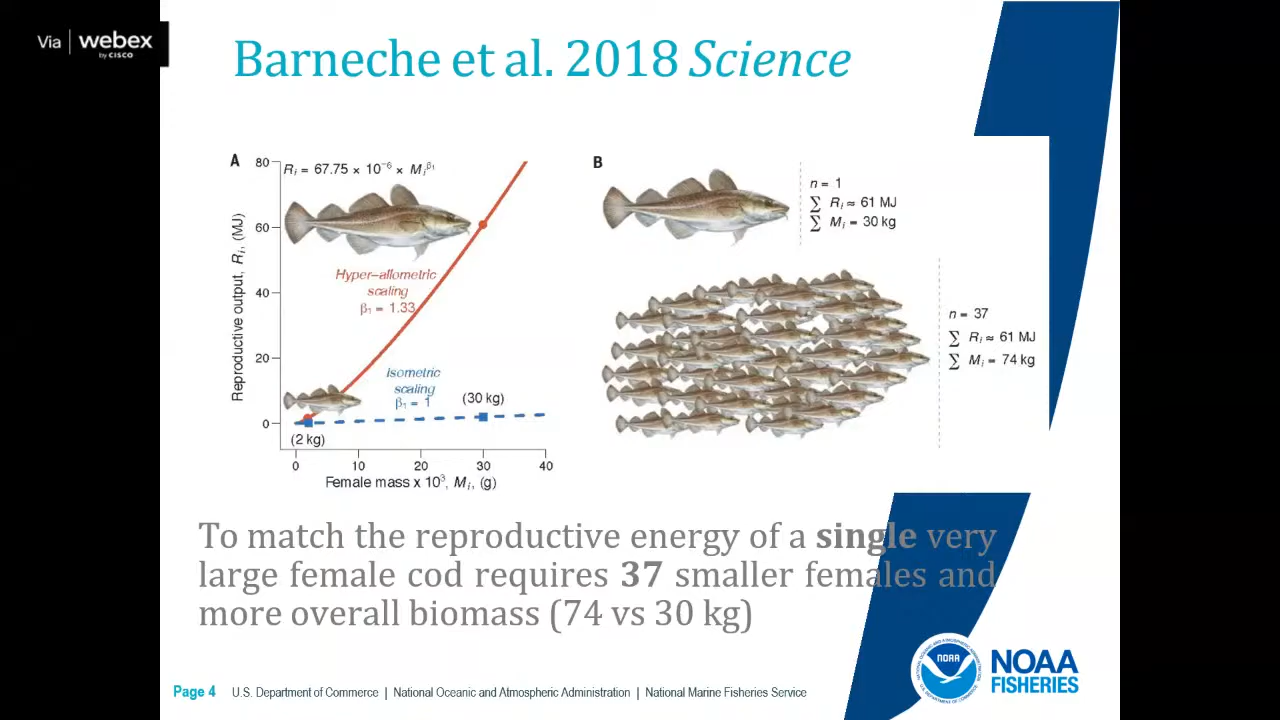 Via | webex
by CISCO
Barneche et al. 2018 Science
A
80
60
40
20
0
Reproductive output, Rᵢ, (MJ)
Rᵢ = 67.75 × 10⁻⁶ × Mᵢ^β₁
Hyper–allometric
scaling
β₁ = 1.33
Isometric
scaling
β₁ = 1
(30 kg)
(2 kg)
0 10 20 30 40
Female mass x 10³, Mᵢ, (g)
B
n = 1
∑ Rᵢ ≈ 61 MJ
∑ Mᵢ = 30 kg
n = 37
∑ Rᵢ ≈ 61 MJ
∑ Mᵢ = 74 kg
To match the reproductive energy of a single very
large female cod requires 37 smaller females and
more overall biomass (74 vs 30 kg)
NOAA
NOAA
FISHERIES
Page 4 U.S. Department of Commerce | National Oceanic and Atmospheric Administration | National Marine Fisheries Service